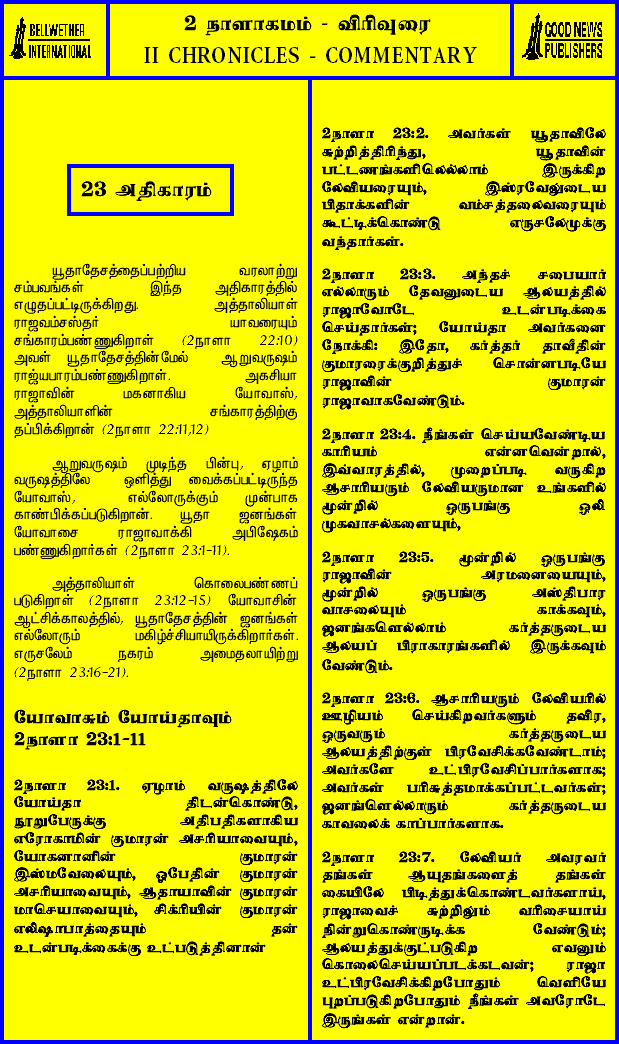 BELLWETHER
INTERNATIONAL
2 நாளாகமம் - விரிவுரை
II CHRONICLES - COMMENTARY
GOOD NEWS
PUBLISHERS
23 அதிகாரம்
யூதாதேசத்தைப்பற்றிய வரலாற்று
சம்பவங்கள் இந்த அதிகாரத்தில்
எழுதப்பட்டிருக்கிறது. அத்தாலியாள்
ராஜவம்சஸ்தர் யாவரையும்
சங்காரம்பண்ணுகிறாள் (2நாளா 22:10)
அவள் யூதாதேசத்தின்மேல் ஆறுவருஷம்
ராஜ்யபாரம்பண்ணுகிறாள். அகசியா
ராஜாவின் மகனாகிய யோவாஸ்,
அத்தாலியாளின் சங்காரத்திற்கு
தப்பிக்கிறான் (2நாளா 22:11,12)
ஆறுவருஷம் முடிந்த பின்பு, ஏழாம்
வருஷத்திலே ஒளித்து வைக்கப்பட்டிருந்த
யோவாஸ், எல்லோருக்கும் முன்பாக
காண்பிக்கப்படுகிறான். யூதா ஜனங்கள்
யோவாசை ராஜாவாக்கி அபிஷேகம்
பண்ணுகிறார்கள் (2நாளா 23:1-11).
அத்தாலியாள் கொலைபண்ணப்
படுகிறாள் (2நாளா 23:12-15) யோவாசின்
ஆட்சிக்காலத்தில், யூதாதேசத்தின் ஜனங்கள்
எல்லோரும் மகிழ்ச்சியாயிருக்கிறார்கள்.
எருசலேம் நகரம் அமைதலாயிற்று
(2நாளா 23:16-21).
யோவாசும் யோய்தாவும்
2நாளா 23:1-11
2நாளா 23:1. ஏழாம் வருஷத்திலே
யோய்தா திடன்கொண்டு,
நூறுபேருக்கு அதிபதிகளாகிய
எரோகாமின் குமாரன் அசரியாவையும்,
யோகனானின் குமாரன்
இஸ்மவேலையும், ஓபேதின் குமாரன்
அசரியாவையும், ஆதாயாவின் குமாரன்
மாசெயாவையும், சிக்ரியின் குமாரன்
எலிஷாபாத்தையும் தன்
உடன்படிக்கைக்கு உட்படுத்தினான்
2நாளா 23:2. அவர்கள் யூதாவிலே
சுற்றித்திரிந்து, யூதாவின்
பட்டணங்களிலெல்லாம் இருக்கிற
லேவியரையும், இஸ்ரவேலுடைய
பிதாக்களின் வம்சத்தலைவரையும்
கூட்டிக்கொண்டு எருசலேமுக்கு
வந்தார்கள்.
2நாளா 23:3. அந்தச் சபையார்
எல்லாரும் தேவனுடைய ஆலயத்தில்
ராஜாவோடே உடன்படிக்கை
செய்தார்கள்; யோய்தா அவர்களை
நோக்கி: இதோ, கர்த்தர் தாவீதின்
குமாரரைக்குறித்துச் சொன்னபடியே
ராஜாவின் குமாரன்
ராஜாவாகவேண்டும்.
2நாளா 23:4. நீங்கள் செய்யவேண்டிய
காரியம் என்னவென்றால்,
இவ்வாரத்தில், முறைப்படி வருகிற
ஆசாரியரும் லேவியருமான உங்களில்
மூன்றில் ஒருபங்கு ஒலி
முகவாசல்களையும்,
2நாளா 23:5. மூன்றில் ஒருபங்கு
ராஜாவின் அரமனையையும்,
மூன்றில் ஒருபங்கு அஸ்திபார
வாசலையும் காக்கவும்,
ஜனங்களெல்லாம் கர்த்தருடைய
ஆலயப் பிராகாரங்களில் இருக்கவும்
வேண்டும்.
2நாளா 23:6. ஆசாரியரும் லேவியரில்
ஊழியம் செய்கிறவர்களும் தவிர,
ஒருவரும் கர்த்தருடைய
ஆலயத்திற்குள் பிரவேசிக்கவேண்டாம்;
அவர்களே உட்பிரவேசிப்பார்களாக;
அவர்கள் பரிசுத்தமாக்கப்பட்டவர்கள்;
ஜனங்களெல்லாரும் கர்த்தருடைய
காவலைக் காப்பார்களாக.
2நாளா 23:7. லேவியர் அவரவர்
தங்கள் ஆயுதங்களைத் தங்கள்
கையிலே பிடித்துக்கொண்டவர்களாய்,
ராஜாவைச் சுற்றிலும் வரிசையாய்
நின்றுகொண்ருடிக்க வேண்டும்;
ஆலயத்துக்குட்படுகிற எவனும்
கொலைசெய்யப்படக்கடவன்; ராஜா
உட்பிரவேசிக்கிறபோதும் வெளியே
புறப்படுகிறபோதும் நீங்கள் அவரோடே
இருங்கள் என்றான்.